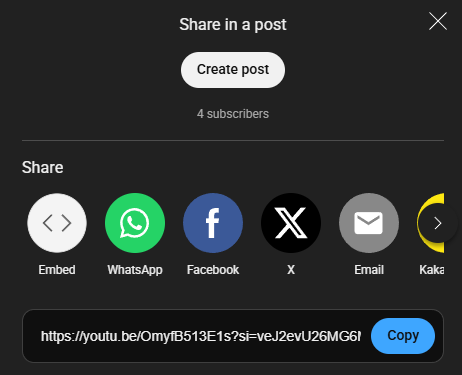 Share in a post
Create post
4 subscribers
Share
Embed WhatsApp Facebook X Email Kaka
https://youtu.be/OmyfB513E1s?si=veJ2evU26MG6M Copy